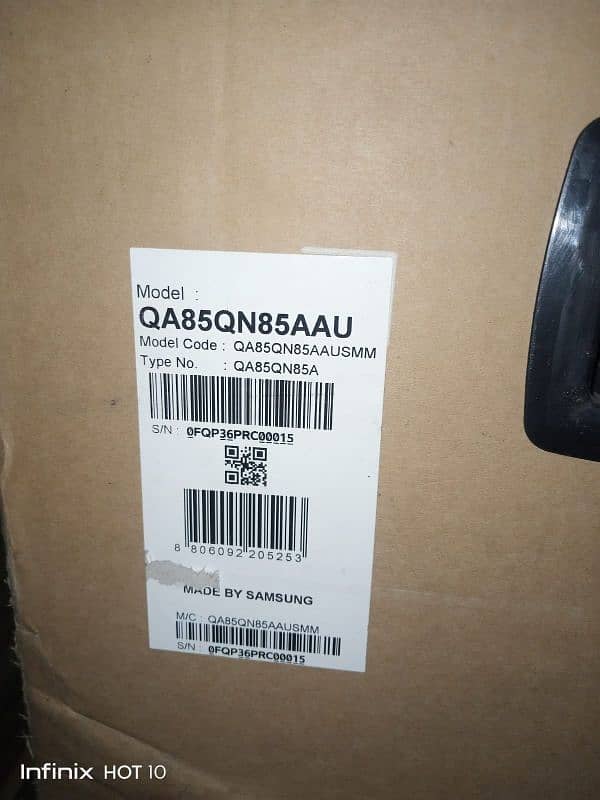 Model :
QA85QN85AAU
Model Code : QA85QN85AAUSMM
Type No. : QA85QN85A
S/N : 0FQP36PRC00015
8 806092 205253
MADE BY SAMSUNG
M/C : QA85QN85AAUSMM
S/N : 0FQP36PRC00015
Infinix HOT 10